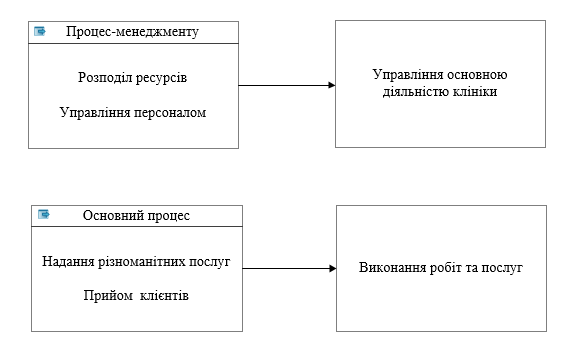 Процес-менеджменту
Розподіл ресурсів
Управління персоналом
Управління основною
діяльністю клініки
Основний процес
Надання різноманітних послуг
Прийом клієнтів
Виконання робіт та послуг